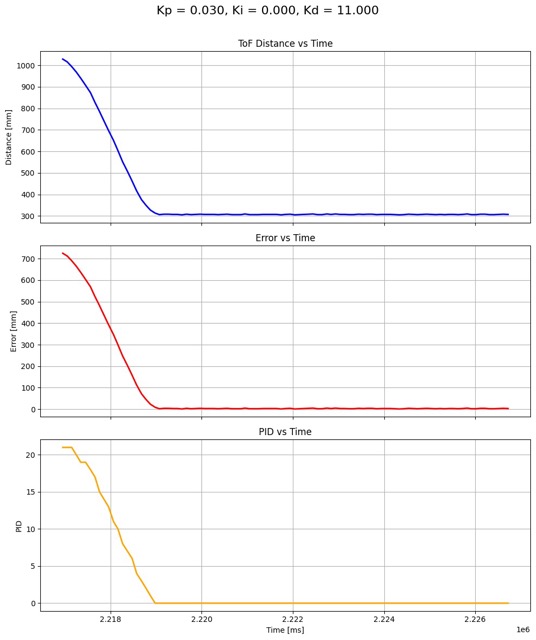 Kp = 0.030, Ki = 0.000, Kd = 11.000
ToF Distance vs Time
Distance [mm]
1000
900
800
700
600
500
400
300
Error vs Time
Error [mm]
700
600
500
400
300
200
100
0
PID vs Time
PID
20
15
10
5
0
2.218 2.220 2.222 2.224 2.226
Time [ms]
1e6